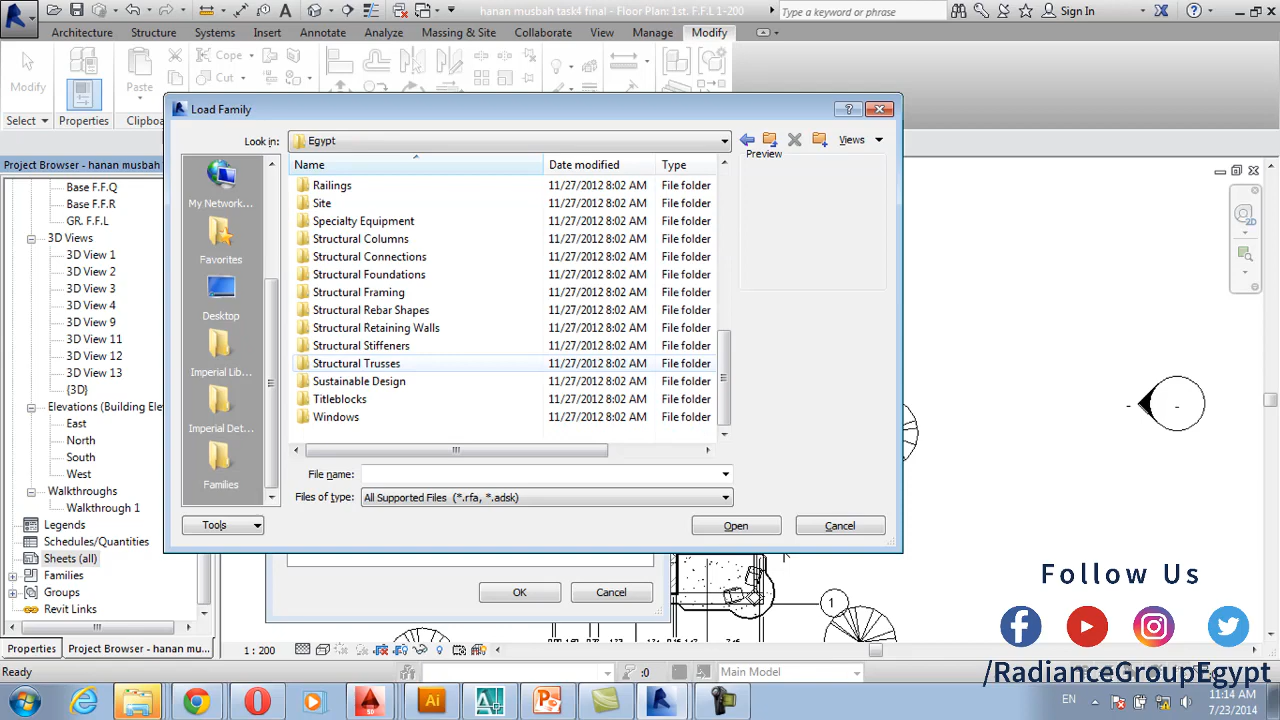 hanan musbah task4 final - Floor Plan: 1st. F.F.L 1-200
Type a keyword or phrase
Sign In
Architecture
Structure
Systems
Insert
Annotate
Analyze
Massing & Site
Collaborate
View
Manage
Modify
Cope
Cut
Modify
Paste
Select
Properties
Clipboa
Load Family
Look in:
Egypt
Views
Name
Date modified
Type
Preview
Railings 11/27/2012 8:02 AM File folder
Site 11/27/2012 8:02 AM File folder
Specialty Equipment 11/27/2012 8:02 AM File folder
Structural Columns 11/27/2012 8:02 AM File folder
Structural Connections 11/27/2012 8:02 AM File folder
Structural Foundations 11/27/2012 8:02 AM File folder
Structural Framing 11/27/2012 8:02 AM File folder
Structural Rebar Shapes 11/27/2012 8:02 AM File folder
Structural Retaining Walls 11/27/2012 8:02 AM File folder
Structural Stiffeners 11/27/2012 8:02 AM File folder
Structural Trusses 11/27/2012 8:02 AM File folder
Sustainable Design 11/27/2012 8:02 AM File folder
Titleblocks 11/27/2012 8:02 AM File folder
Windows 11/27/2012 8:02 AM File folder
My Network...
Favorites
Desktop
Imperial Lib...
Imperial Det...
Families
File name:
Files of type:
All Supported Files (*.rfa, *.adsk)
Tools
Open
Cancel
OK
Cancel
Project Browser - hanan musbah
Base F.F.Q
Base F.F.R
GR. F.F.L
3D Views
3D View 1
3D View 2
3D View 3
3D View 4
3D View 9
3D View 11
3D View 12
3D View 13
{3D}
Elevations (Building Ele
East
North
South
West
Walkthroughs
Walkthrough 1
Legends
Schedules/Quantities
Sheets (all)
Families
Groups
Revit Links
Properties
Project Browser - hanan mu...
1 : 200
Ready
:0
Main Model
1
Follow Us
/RadianceGroupEgypt
EN
11:14 AM
7/23/2014